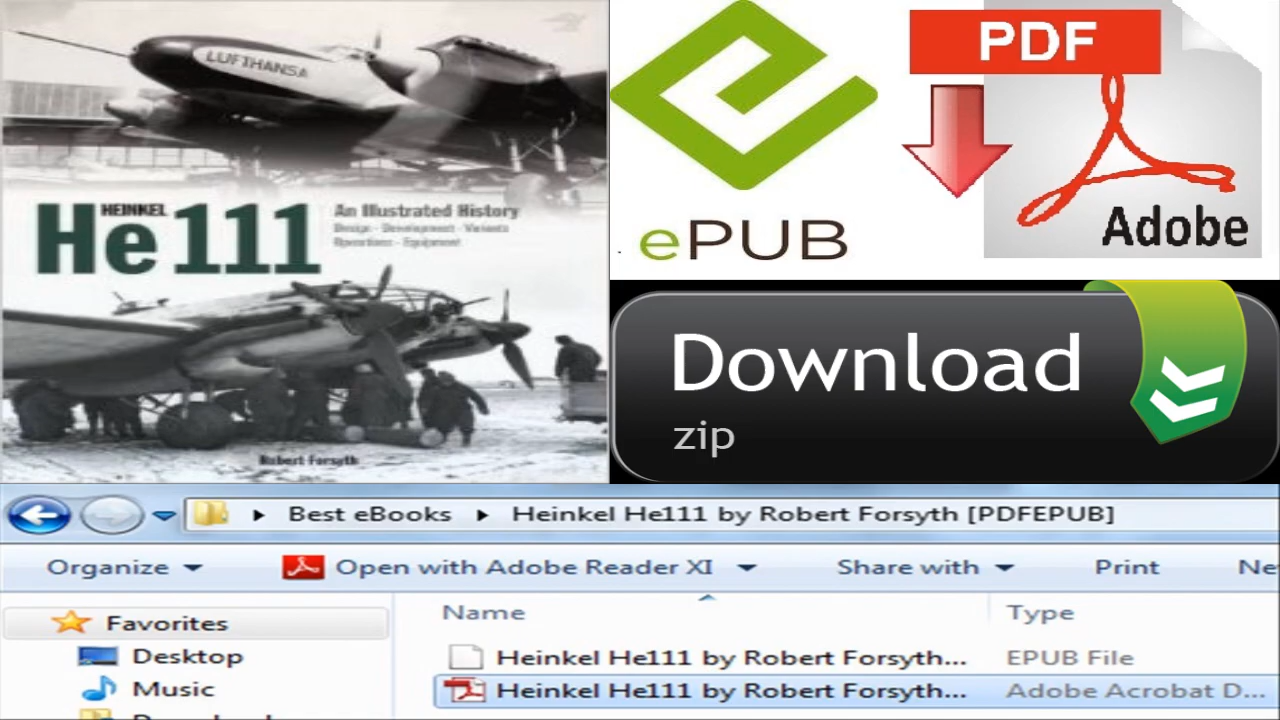 LUFTHANSA
HEINKEL
He 111
An Illustrated History
Design · Development · Variants
Operations · Equipment
Robert Forsyth
ePUB
PDF
Adobe
Download
zip
Best eBooks
Heinkel He111 by Robert Forsyth [PDFEPUB]
Organize
Open with Adobe Reader XI
Share with
Print
Ne
Favorites
Desktop
Music
Name
Type
Heinkel He111 by Robert Forsyth...
EPUB File
Heinkel He111 by Robert Forsyth...
Adobe Acrobat D...